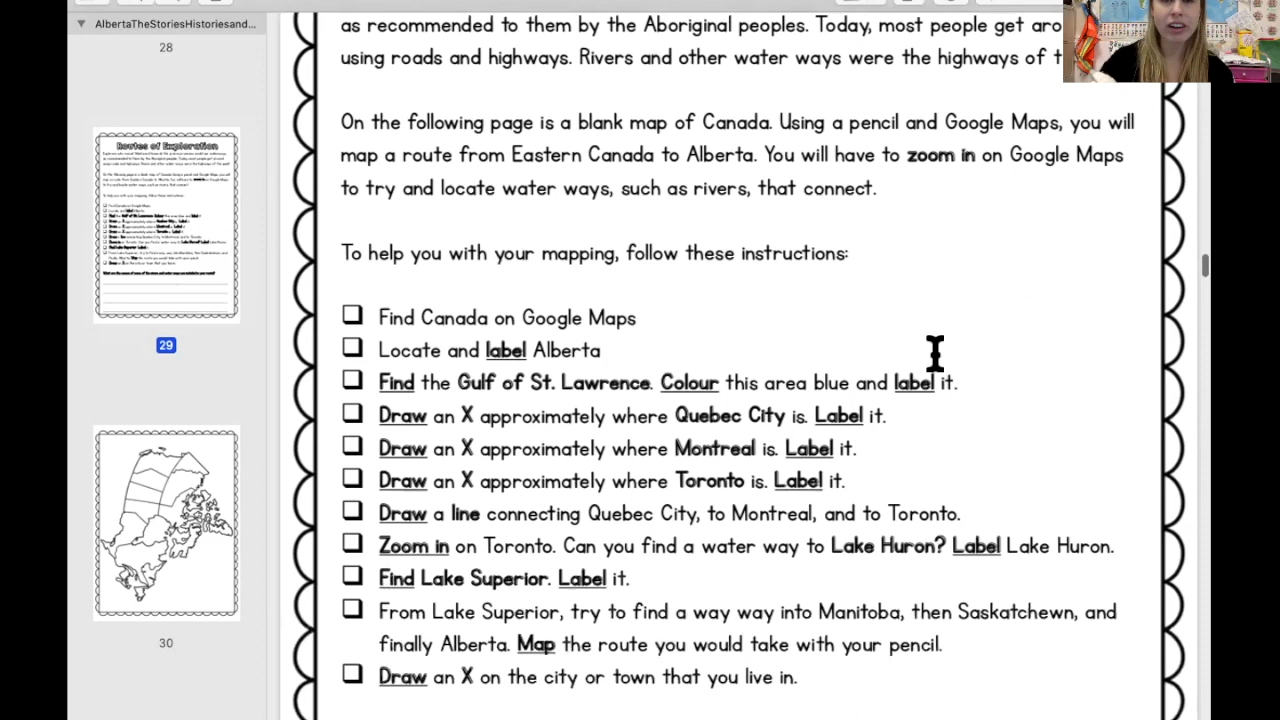 AlbertaTheStoriesHistoriesand...
28
Routes of Exploration
29
30
as recommended to them by the Aboriginal peoples. Today, most people get
using roads and highways. Rivers and other water ways were the highways of
On the following page is a blank map of Canada. Using a pencil and Google Maps, you will
map a route from Eastern Canada to Alberta. You will have to zoom in on Google Maps
to try and locate water ways, such as rivers, that connect.
To help you with your mapping, follow these instructions:
Find Canada on Google Maps
Locate and label Alberta
Find the Gulf of St. Lawrence. Colour this area blue and label it.
Draw an X approximately where Quebec City is. Label it.
Draw an X approximately where Montreal is. Label it.
Draw an X approximately where Toronto is. Label it.
Draw a line connecting Quebec City, to Montreal, and to Toronto.
Zoom in on Toronto. Can you find a water way to Lake Huron? Label Lake Huron.
Find Lake Superior. Label it.
From Lake Superior, try to find a way way into Manitoba, then Saskatchewn, and
finally Alberta. Map the route you would take with your pencil.
Draw an X on the city or town that you live in.